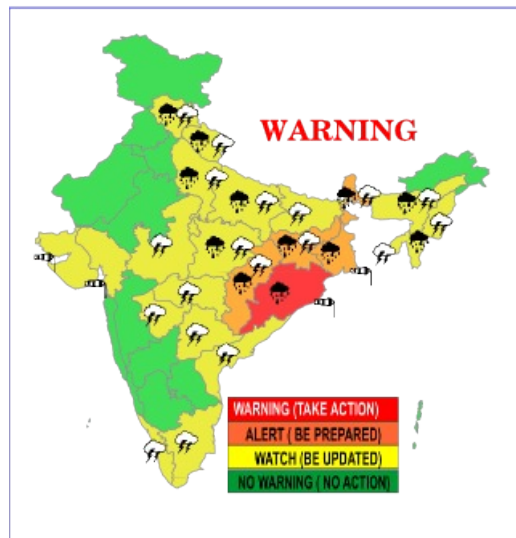 WARNING
WARNING (TAKE ACTION)
ALERT ( BE PREPARED)
WATCH (BE UPDATED)
NO WARNING ( NO ACTION)